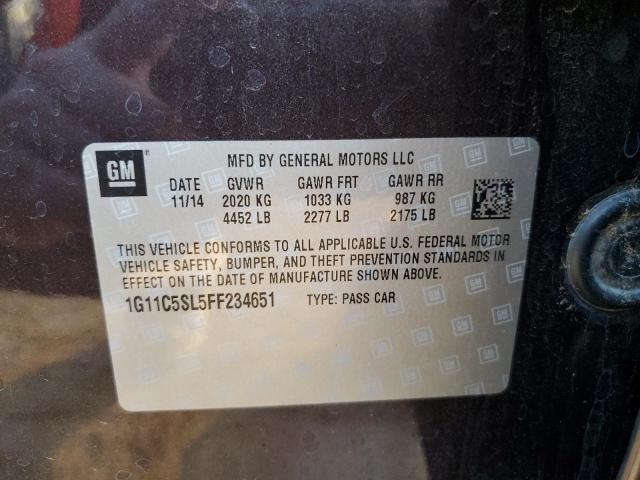 GM
MFD BY GENERAL MOTORS LLC
DATE GVWR GAWR FRT GAWR RR
11/14 2020 KG 1033 KG 987 KG
4452 LB 2277 LB 2175 LB
THIS VEHICLE CONFORMS TO ALL APPLICABLE U.S. FEDERAL MOTOR
VEHICLE SAFETY, BUMPER, AND THEFT PREVENTION STANDARDS IN
EFFECT ON THE DATE OF MANUFACTURE SHOWN ABOVE.
1G11C5SL5FF234651 TYPE: PASS CAR